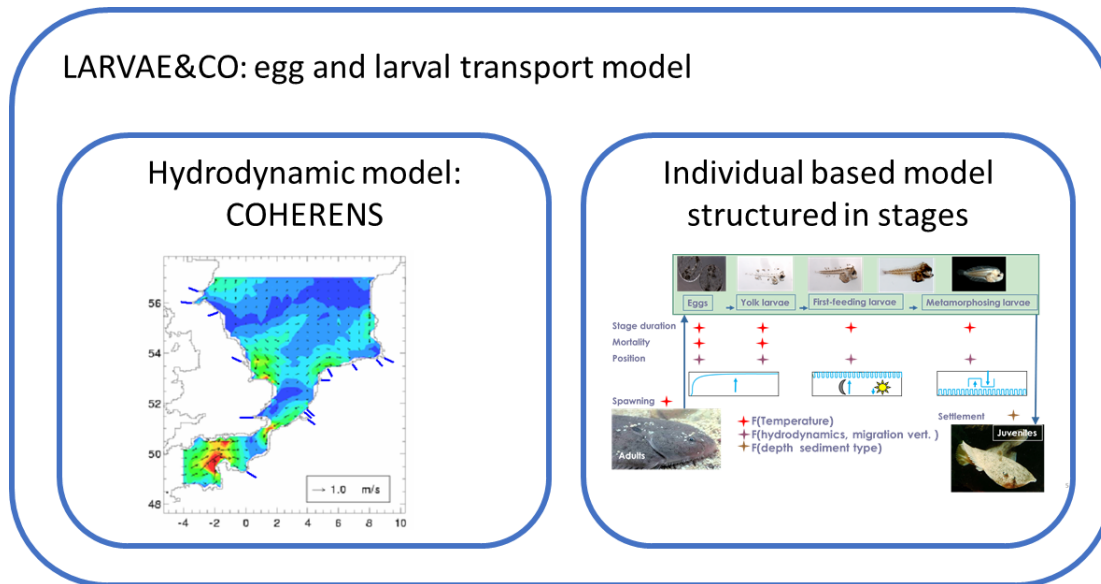 LARVAE&CO: egg and larval transport model
Hydrodynamic model:
COHERENS
56
54
52
50
48
-4 -2 0 2 4 6 8 10
1.0 m/s
Individual based model
structured in stages
Eggs Yolk larvae First-feeding larvae Metamorphosing larvae
Stage duration
Mortality
Position
Spawning
Settlement
F(Temperature)
F(hydrodynamics, migration vert. )
F(depth sediment type)
Adults
Juveniles